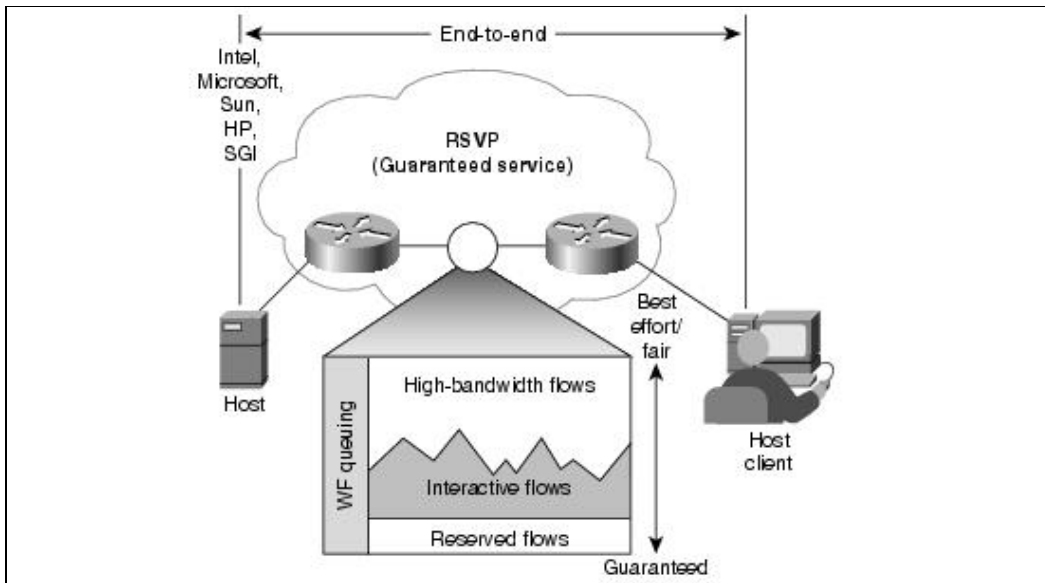 End-to-end
Intel,
Microsoft,
Sun,
HP,
SGI
RSVP
(Guaranteed service)
Best
effort/
fair
Host
WF queuing
High-bandwidth flows
Interactive flows
Reserved flows
Host
client
Guaranteed